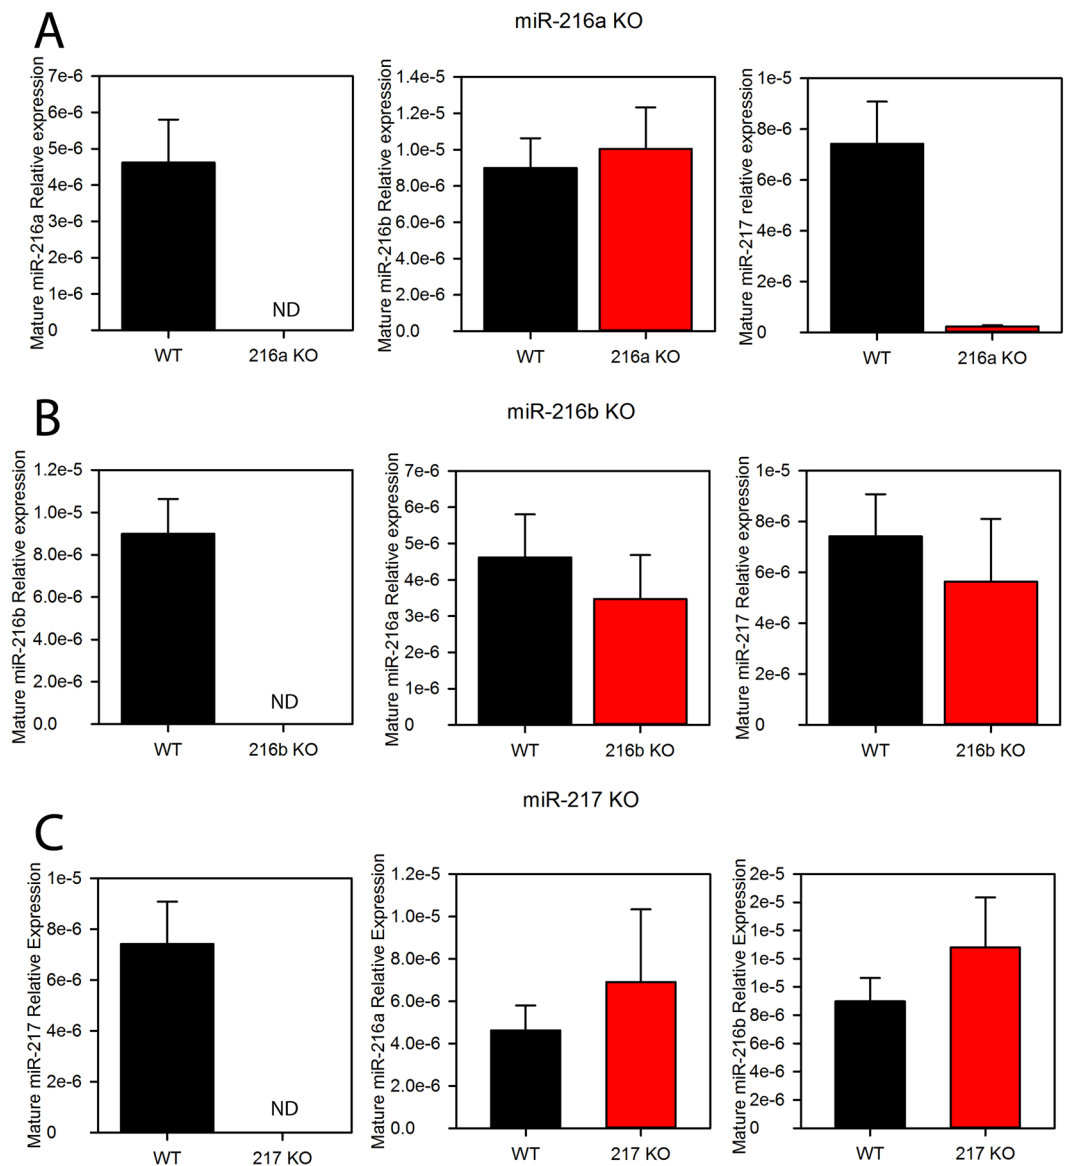 A
miR-216a KO
Mature miR-216a Relative expression
7e-6
6e-6
5e-6
4e-6
3e-6
2e-6
1e-6
0
ND
WT
216a KO
Mature miR-216b Relative expression
1.4e-5
1.2e-5
1.0e-5
8.0e-6
6.0e-6
4.0e-6
2.0e-6
0.0
WT
216a KO
Mature miR-217 relative expression
1e-5
8e-6
6e-6
4e-6
2e-6
0
WT
216a KO
B
miR-216b KO
Mature miR-216b Relative expression
1.2e-5
1.0e-5
8.0e-6
6.0e-6
4.0e-6
2.0e-6
0.0
ND
WT
216b KO
Mature miR-216a Relative expression
7e-6
6e-6
5e-6
4e-6
3e-6
2e-6
1e-6
0
WT
216b KO
Mature miR-217 Relative expression
1e-5
8e-6
6e-6
4e-6
2e-6
0
WT
216b KO
C
miR-217 KO
Mature miR-217 Relative Expression
1e-5
8e-6
6e-6
4e-6
2e-6
0
ND
WT
217 KO
Mature miR-216a Relative Expression
1.2e-5
1.0e-5
8.0e-6
6.0e-6
4.0e-6
2.0e-6
0.0
WT
217 KO
Mature miR-216b Relative Expression
2e-5
2e-5
1e-5
1e-5
1e-5
8e-6
6e-6
4e-6
2e-6
0
WT
217 KO